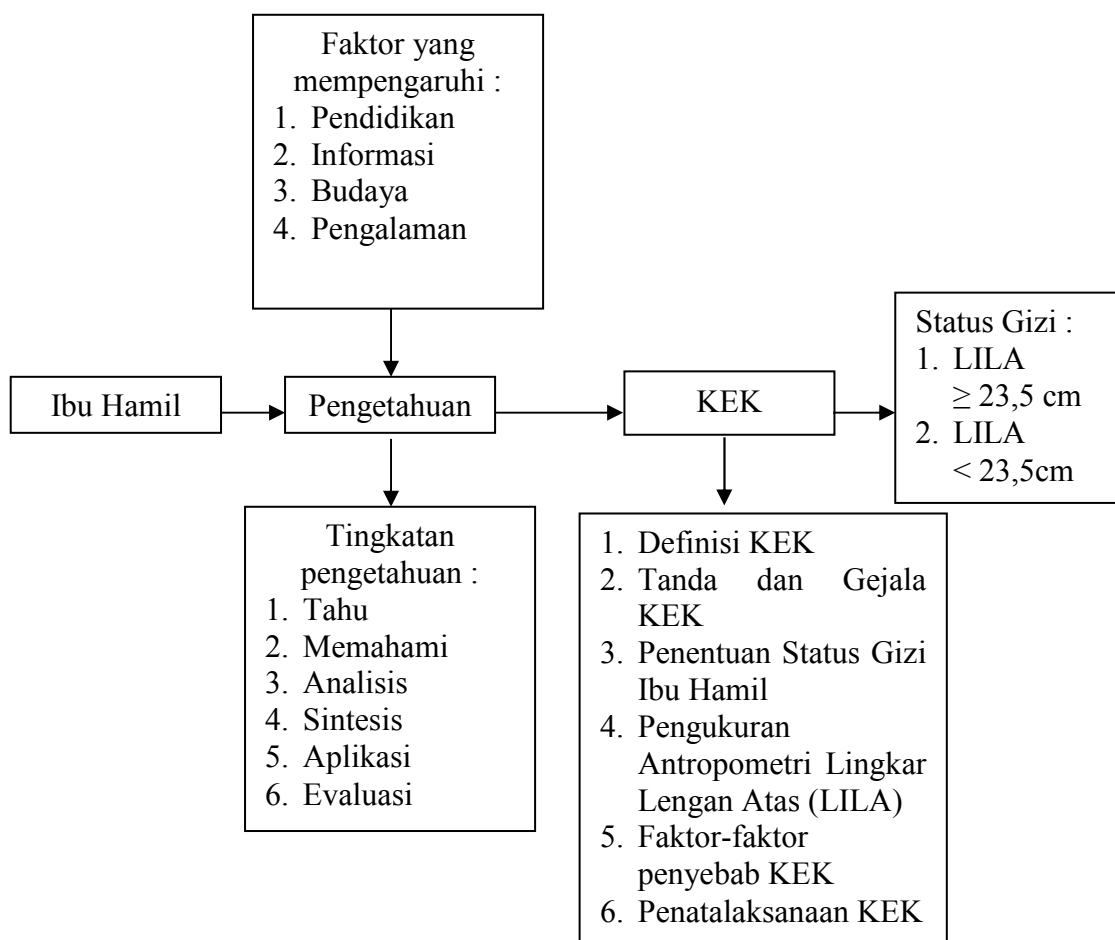 Faktor yang
mempengaruhi :
1. Pendidikan
2. Informasi
3. Budaya
4. Pengalaman
Ibu Hamil
Pengetahuan
KEK
Status Gizi :
1. LILA
≥ 23,5 cm
2. LILA
< 23,5cm
Tingkatan
pengetahuan :
1. Tahu
2. Memahami
3. Analisis
4. Sintesis
5. Aplikasi
6. Evaluasi
1. Definisi KEK
2. Tanda dan Gejala
KEK
3. Penentuan Status Gizi
Ibu Hamil
4. Pengukuran
Antropometri Lingkar
Lengan Atas (LILA)
5. Faktor-faktor
penyebab KEK
6. Penatalaksanaan KEK